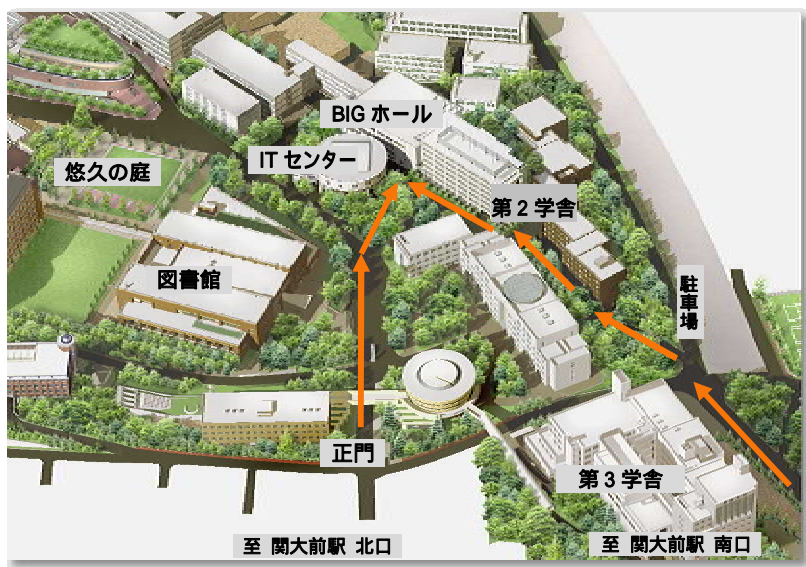 BIG ホール
IT センター
悠久の庭
第 2 学舎
図書館
駐車場
正門
第 3 学舎
至 関大前駅 北口
至 関大前駅 南口